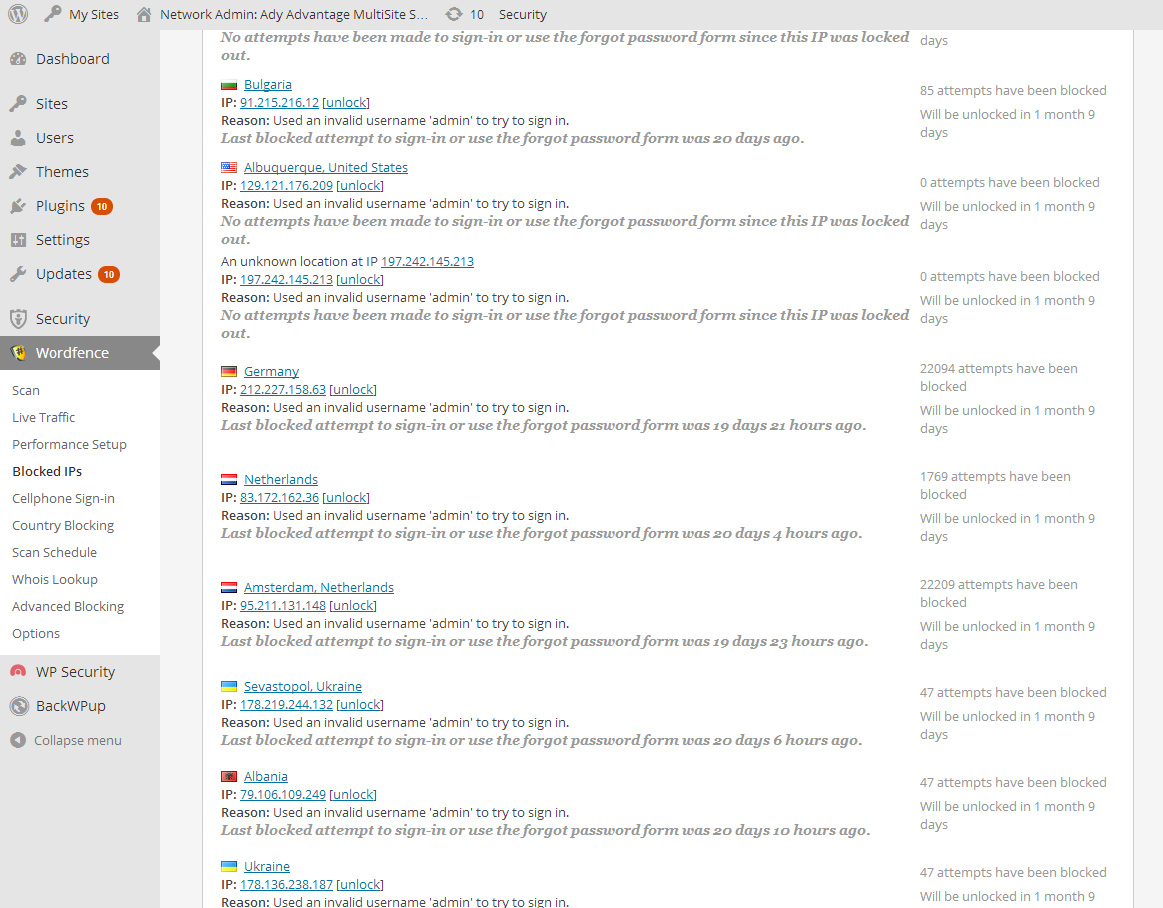 My Sites
Network Admin: Ady Advantage MultiSite S...
10
Security
Dashboard
Sites
Users
Themes
Plugins 10
Settings
Updates 10
Security
Wordfence
Scan
Live Traffic
Performance Setup
Blocked IPs
Cellphone Sign-in
Country Blocking
Scan Schedule
Whois Lookup
Advanced Blocking
Options
WP Security
BackWPup
Collapse menu
No attempts have been made to sign-in or use the forgot password form since this IP was locked
out.
days
Bulgaria
IP: 91.215.216.12 [unlock]
Reason: Used an invalid username 'admin' to try to sign in.
Last blocked attempt to sign-in or use the forgot password form was 20 days ago.
85 attempts have been blocked
Will be unlocked in 1 month 9
days
Albuquerque, United States
IP: 129.121.176.209 [unlock]
Reason: Used an invalid username 'admin' to try to sign in.
No attempts have been made to sign-in or use the forgot password form since this IP was locked
out.
0 attempts have been blocked
Will be unlocked in 1 month 9
days
An unknown location at IP 197.242.145.213
IP: 197.242.145.213 [unlock]
Reason: Used an invalid username 'admin' to try to sign in.
No attempts have been made to sign-in or use the forgot password form since this IP was locked
out.
0 attempts have been blocked
Will be unlocked in 1 month 9
days
Germany
IP: 212.227.158.63 [unlock]
Reason: Used an invalid username 'admin' to try to sign in.
Last blocked attempt to sign-in or use the forgot password form was 19 days 21 hours ago.
22094 attempts have been
blocked
Will be unlocked in 1 month 9
days
Netherlands
IP: 83.172.162.36 [unlock]
Reason: Used an invalid username 'admin' to try to sign in.
Last blocked attempt to sign-in or use the forgot password form was 20 days 4 hours ago.
1769 attempts have been
blocked
Will be unlocked in 1 month 9
days
Amsterdam, Netherlands
IP: 95.211.131.148 [unlock]
Reason: Used an invalid username 'admin' to try to sign in.
Last blocked attempt to sign-in or use the forgot password form was 19 days 23 hours ago.
22209 attempts have been
blocked
Will be unlocked in 1 month 9
days
Sevastopol, Ukraine
IP: 178.219.244.132 [unlock]
Reason: Used an invalid username 'admin' to try to sign in.
Last blocked attempt to sign-in or use the forgot password form was 20 days 6 hours ago.
47 attempts have been blocked
Will be unlocked in 1 month 9
days
Albania
IP: 79.106.109.249 [unlock]
Reason: Used an invalid username 'admin' to try to sign in.
Last blocked attempt to sign-in or use the forgot password form was 20 days 10 hours ago.
47 attempts have been blocked
Will be unlocked in 1 month 9
days
Ukraine
IP: 178.136.238.187 [unlock]
Reason: Used an invalid username 'admin' to try to sign in.
47 attempts have been blocked
Will be unlocked in 1 month 9